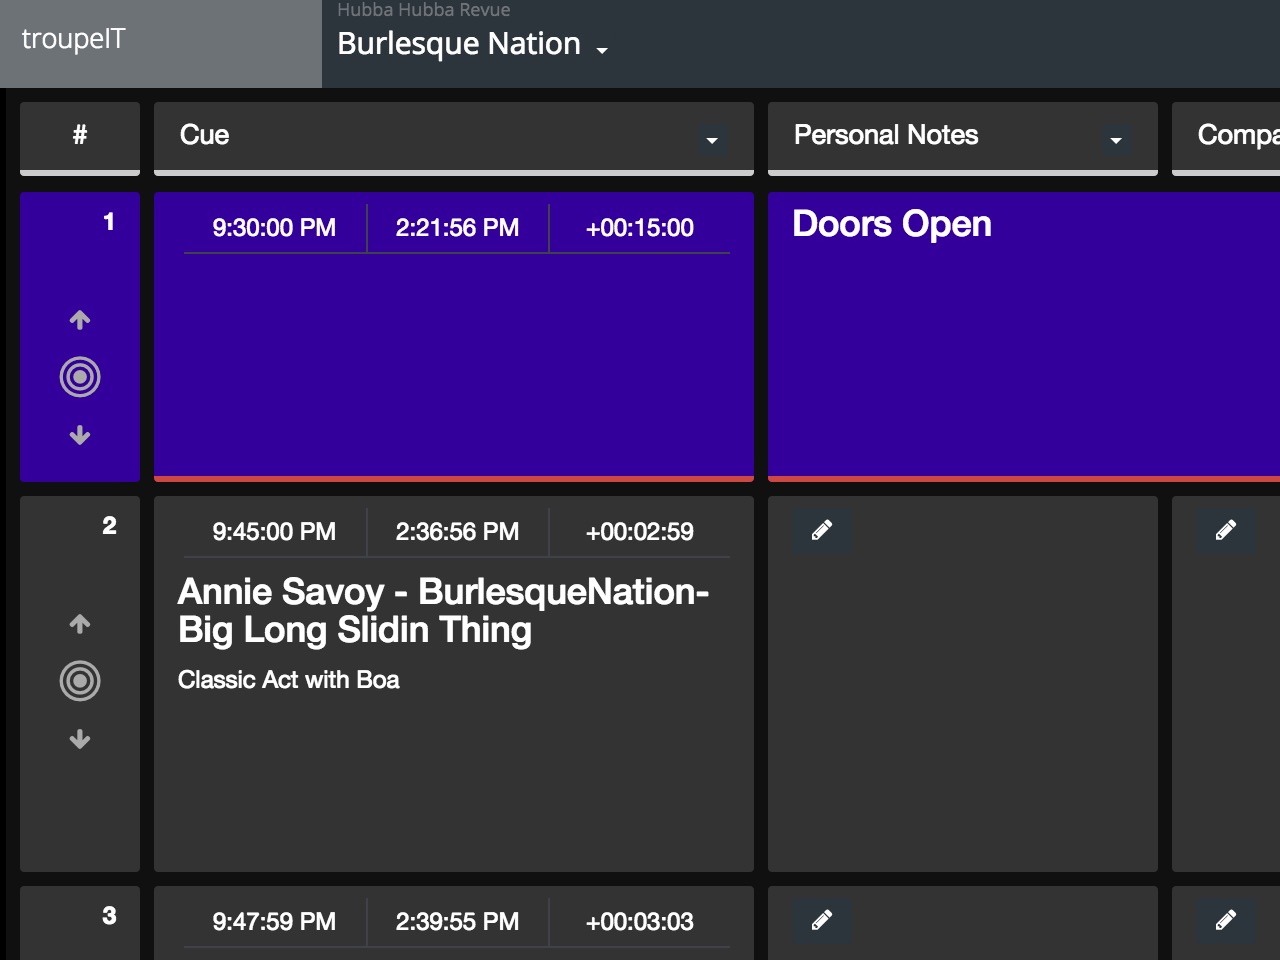 troupeIT
Hubba Hubba Revue
Burlesque Nation
# Cue Personal Notes
1 9:30:00 PM 2:21:56 PM +00:15:00 Doors Open
2 9:45:00 PM 2:36:56 PM +00:02:59
Annie Savoy - BurlesqueNation-
Big Long Slidin Thing
Classic Act with Boa
3 9:47:59 PM 2:39:55 PM +00:03:03